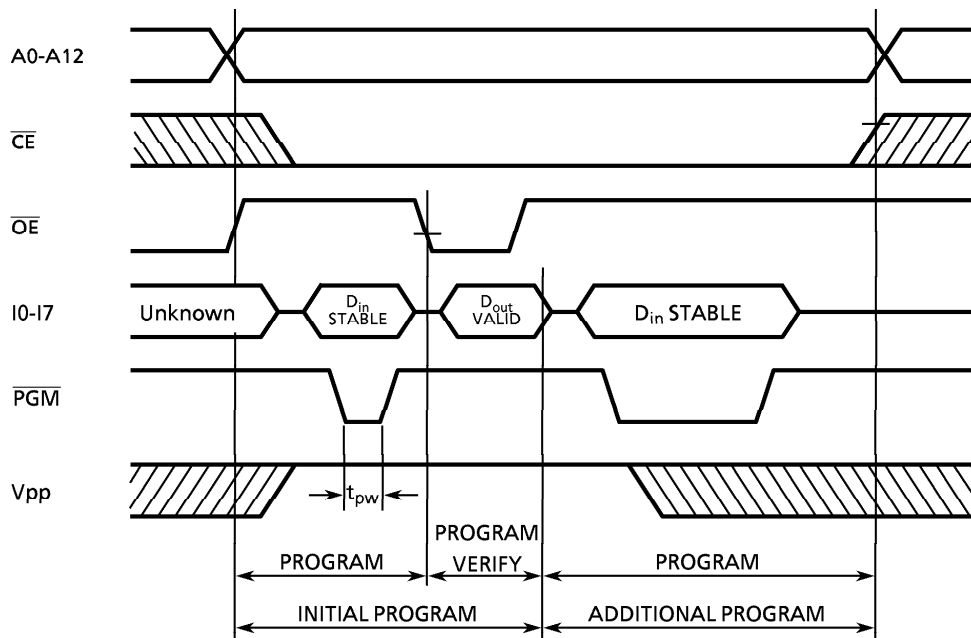 A0-A12
CE
OE
I0-I7
Unknown
Din
STABLE
Dout
VALID
Din STABLE
PGM
Vpp
tpw
PROGRAM
PROGRAM
VERIFY
PROGRAM
INITIAL PROGRAM
ADDITIONAL PROGRAM